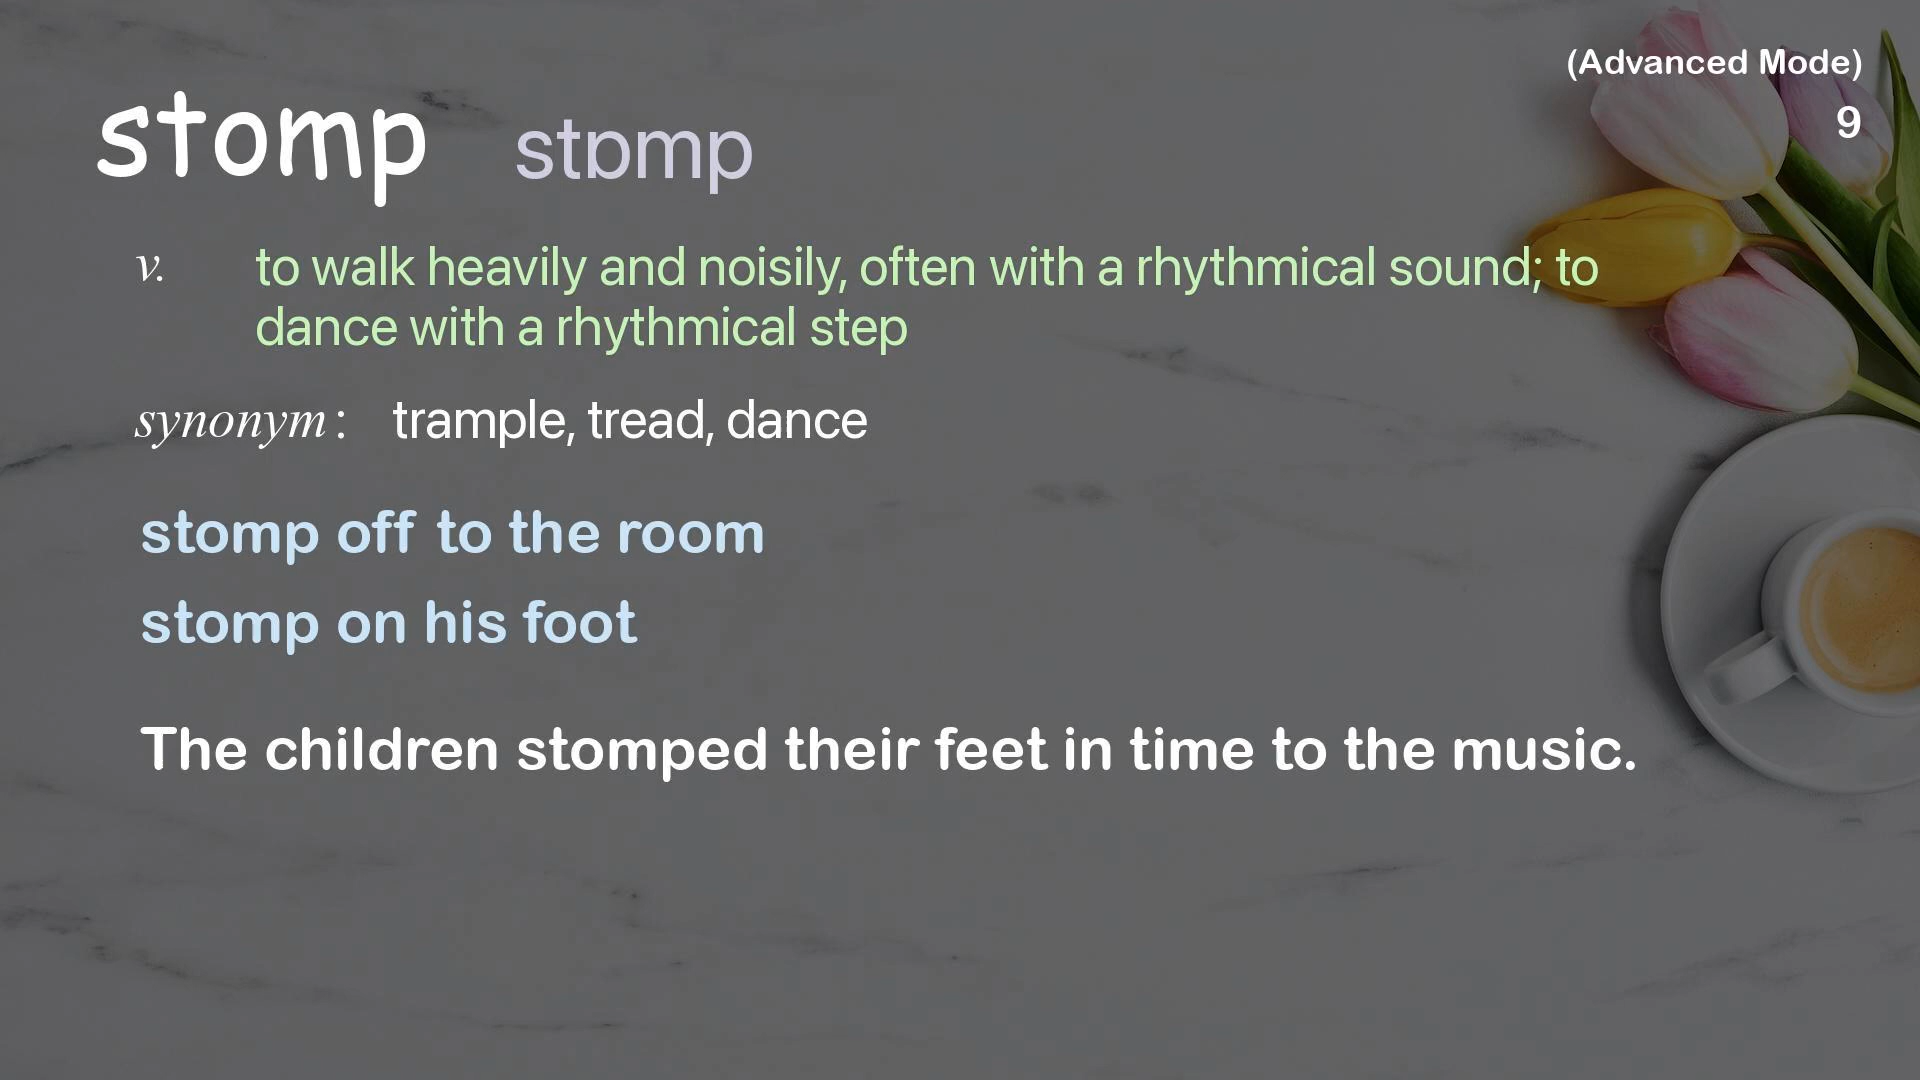 (Advanced Mode)
stomp stɒmp
9
v. to walk heavily and noisily, often with a rhythmical sound; to
dance with a rhythmical step
synonym : trample, tread, dance
stomp off to the room
stomp on his foot
The children stomped their feet in time to the music.